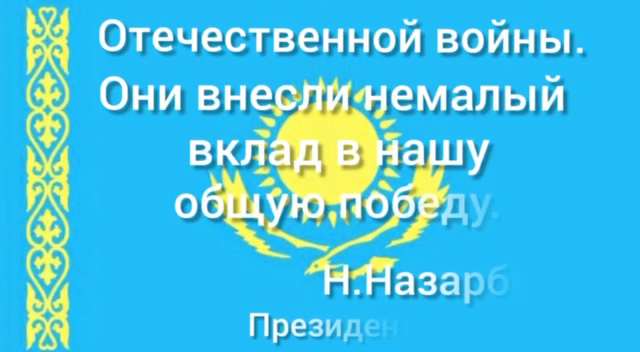 Отечественной войны.
Они внесли немалый
вклад в нашу
общую победу.
Н.Назарб
Президен